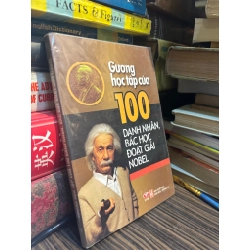 FACTS & Figures
Gương
học tập của
100
DANH NHÂN,
BÁC HỌC,
ĐOẠT GIẢI
NOBEL
英汉